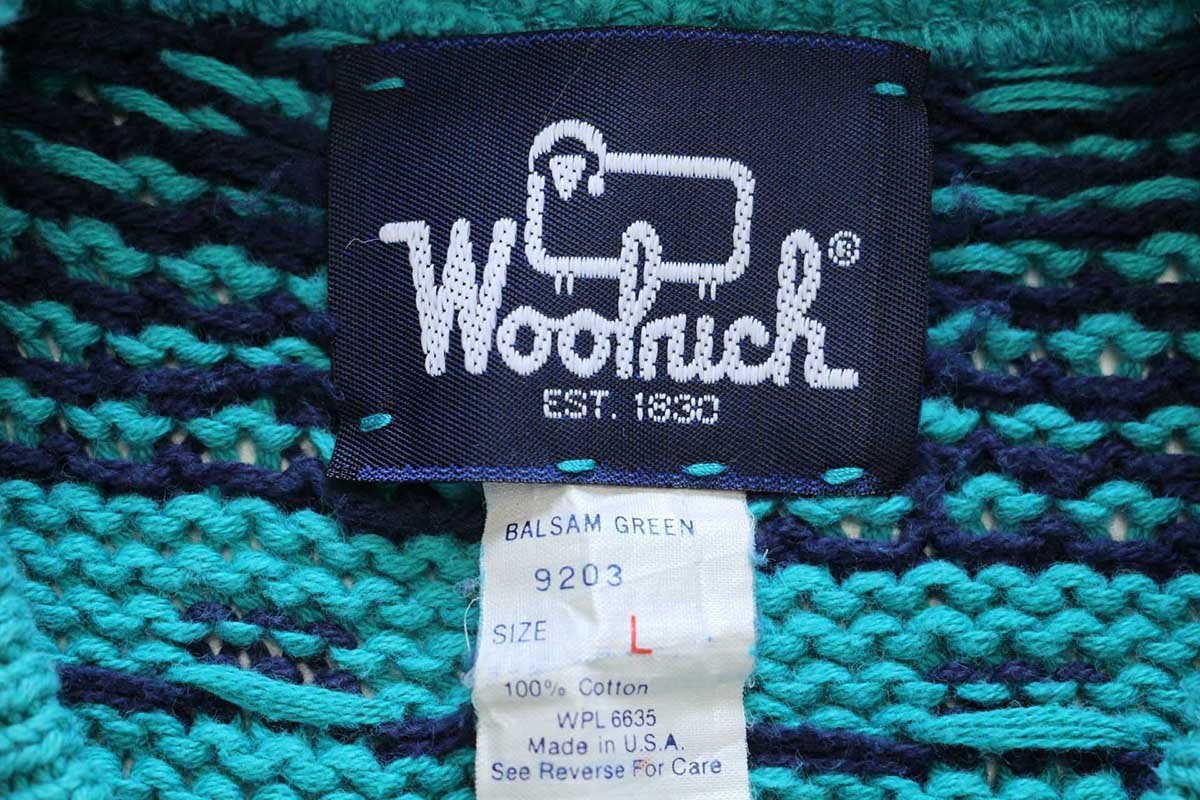 Woolrich®
EST. 1830
BALSAM GREEN
9203
SIZE L
100% Cotton
WPL 6635
Made in U.S.A.
See Reverse For Care